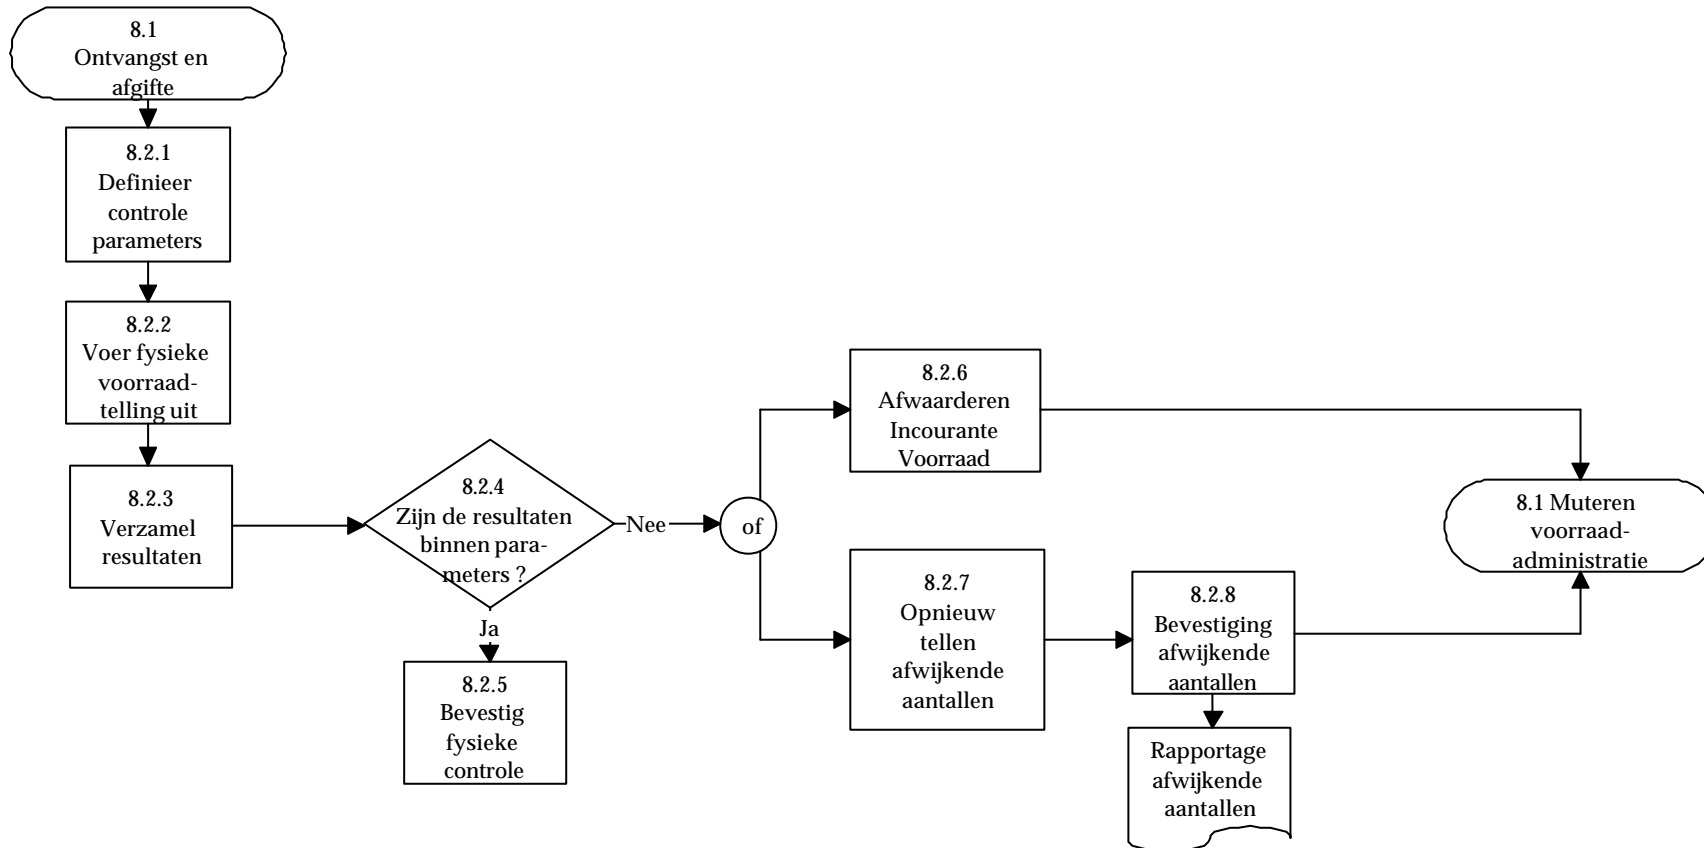 8.1
Ontvangst en
afgifte
8.2.1
Definieer
controle
parameters
8.2.2
Voer fysieke
voorraad-
telling uit
8.2.3
Verzamel
resultaten
8.2.4
Zijn de resultaten
binnen para-
meters ?
Nee
Ja
8.2.5
Bevestig
fysieke
controle
of
8.2.6
Afwaarderen
Incourante
Voorraad
8.2.7
Opnieuw
tellen
afwijkende
aantallen
8.2.8
Bevestiging
afwijkende
aantallen
Rapportage
afwijkende
aantallen
8.1 Muteren
voorraad-
administratie